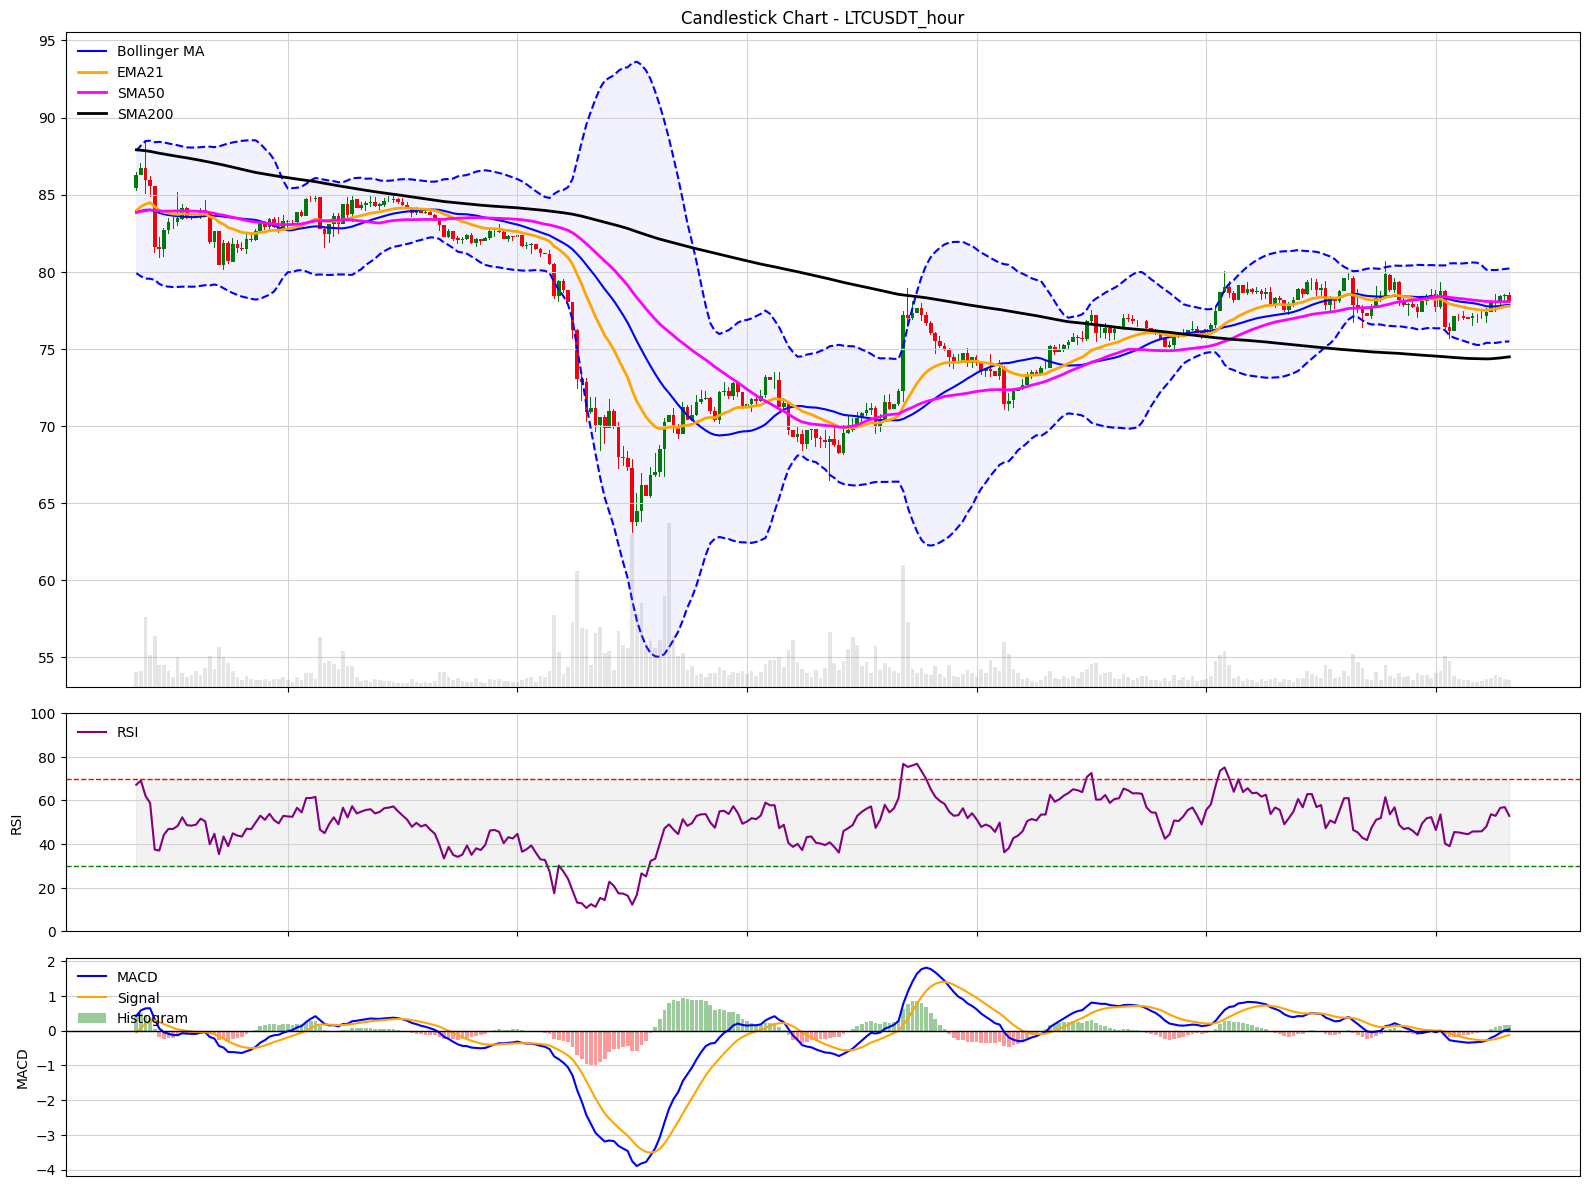 Candlestick Chart - LTCUSDT_hour
Bollinger MA
EMA21
SMA50
SMA200
95
90
85
80
75
70
65
60
55
RSI
100
80
60
40
20
0
RSI
MACD
Signal
Histogram
2
1
0
−1
−2
−3
−4
MACD